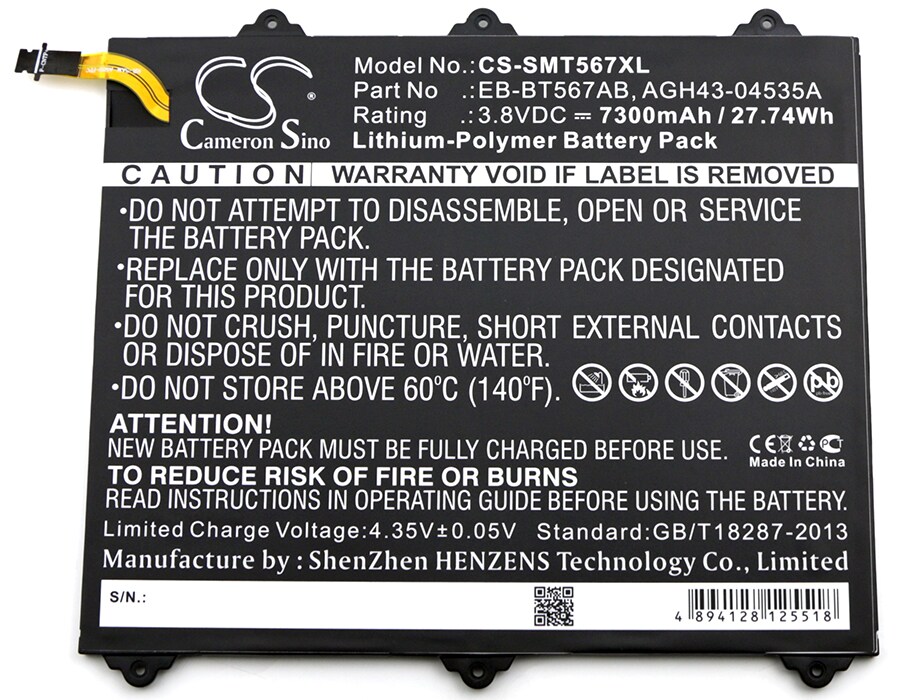 CS®
Cameron Sino
Model No.:CS-SMT567XL
Part No .:EB-BT567AB, AGH43-04535A
Rating .:3.8VDC ⎓ 7300mAh / 27.74Wh
Lithium-Polymer Battery Pack
CAUTION WARRANTY VOID IF LABEL IS REMOVED
•DO NOT ATTEMPT TO DISASSEMBLE, OPEN OR SERVICE
THE BATTERY PACK.
•REPLACE ONLY WITH THE BATTERY PACK DESIGNATED
FOR THIS PRODUCT.
•DO NOT CRUSH, PUNCTURE, SHORT EXTERNAL CONTACTS
OR DISPOSE OF IN FIRE OR WATER.
•DO NOT STORE ABOVE 60°C (140°F).
Pb
ATTENTION!
NEW BATTERY PACK MUST BE FULLY CHARGED BEFORE USE.
CE
Made In China
TO REDUCE RISK OF FIRE OR BURNS
READ INSTRUCTIONS IN OPERATING GUIDE BEFORE USING THE BATTERY.
Limited Charge Voltage:4.35V±0.05V Standard:GB/T18287-2013
Manufacture by : ShenZhen HENZENS Technology Co., Limited
S/N.:
4 894128 125518